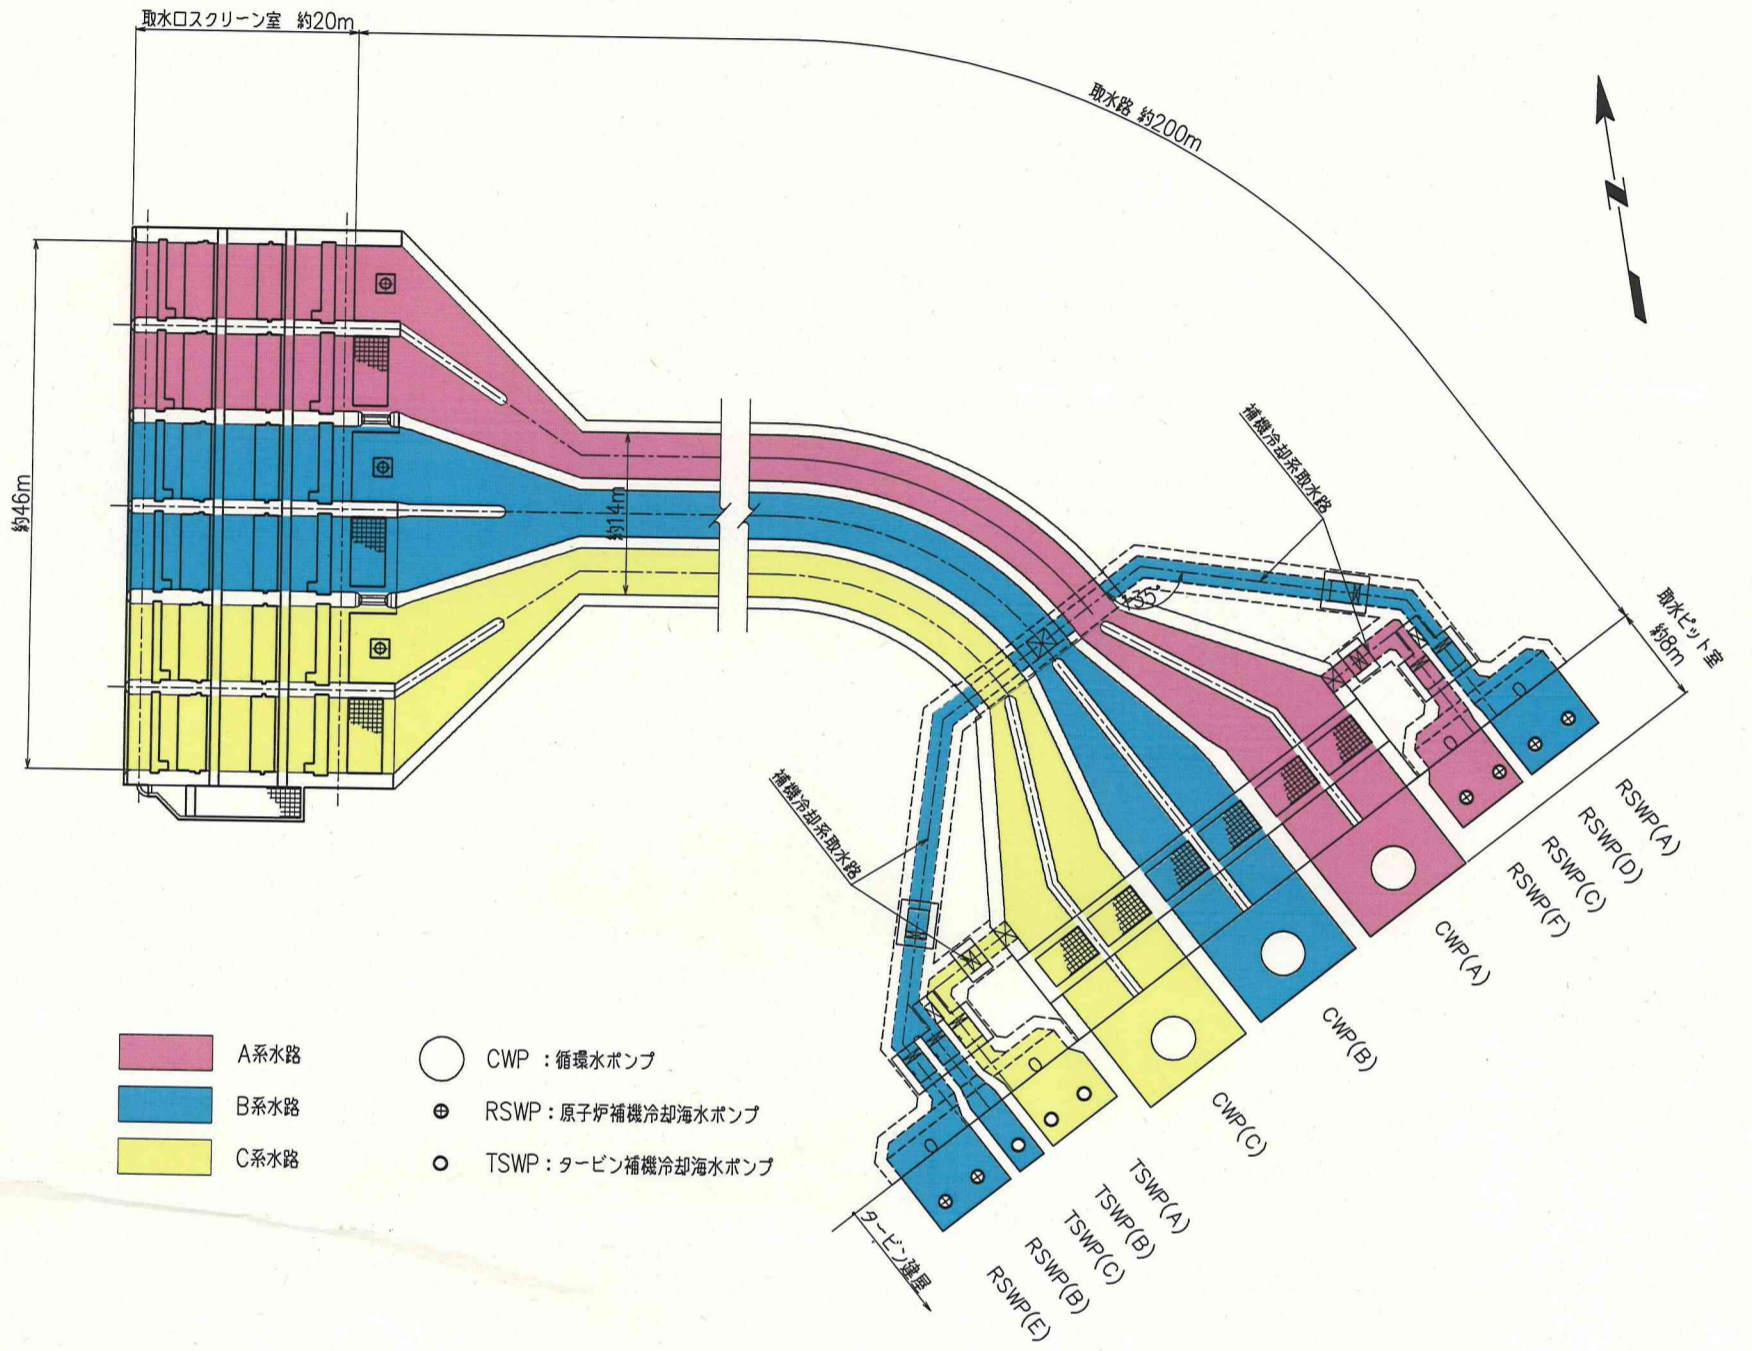 取水口スクリーン室 約20m
取水路 約200m
約46m
約14m
N
補機冷却系取水路
135°
取水ピット室
約8m
補機冷却系取水路
RSWP(A)
RSWP(D)
RSWP(C)
RSWP(F)
CWP(A)
CWP(B)
CWP(C)
TSWP(A)
TSWP(B)
TSWP(C)
RSWP(B)
RSWP(E)
タービン建屋
A系水路
B系水路
C系水路
CWP：循環水ポンプ
RSWP：原子炉補機冷却海水ポンプ
TSWP：タービン補機冷却海水ポンプ